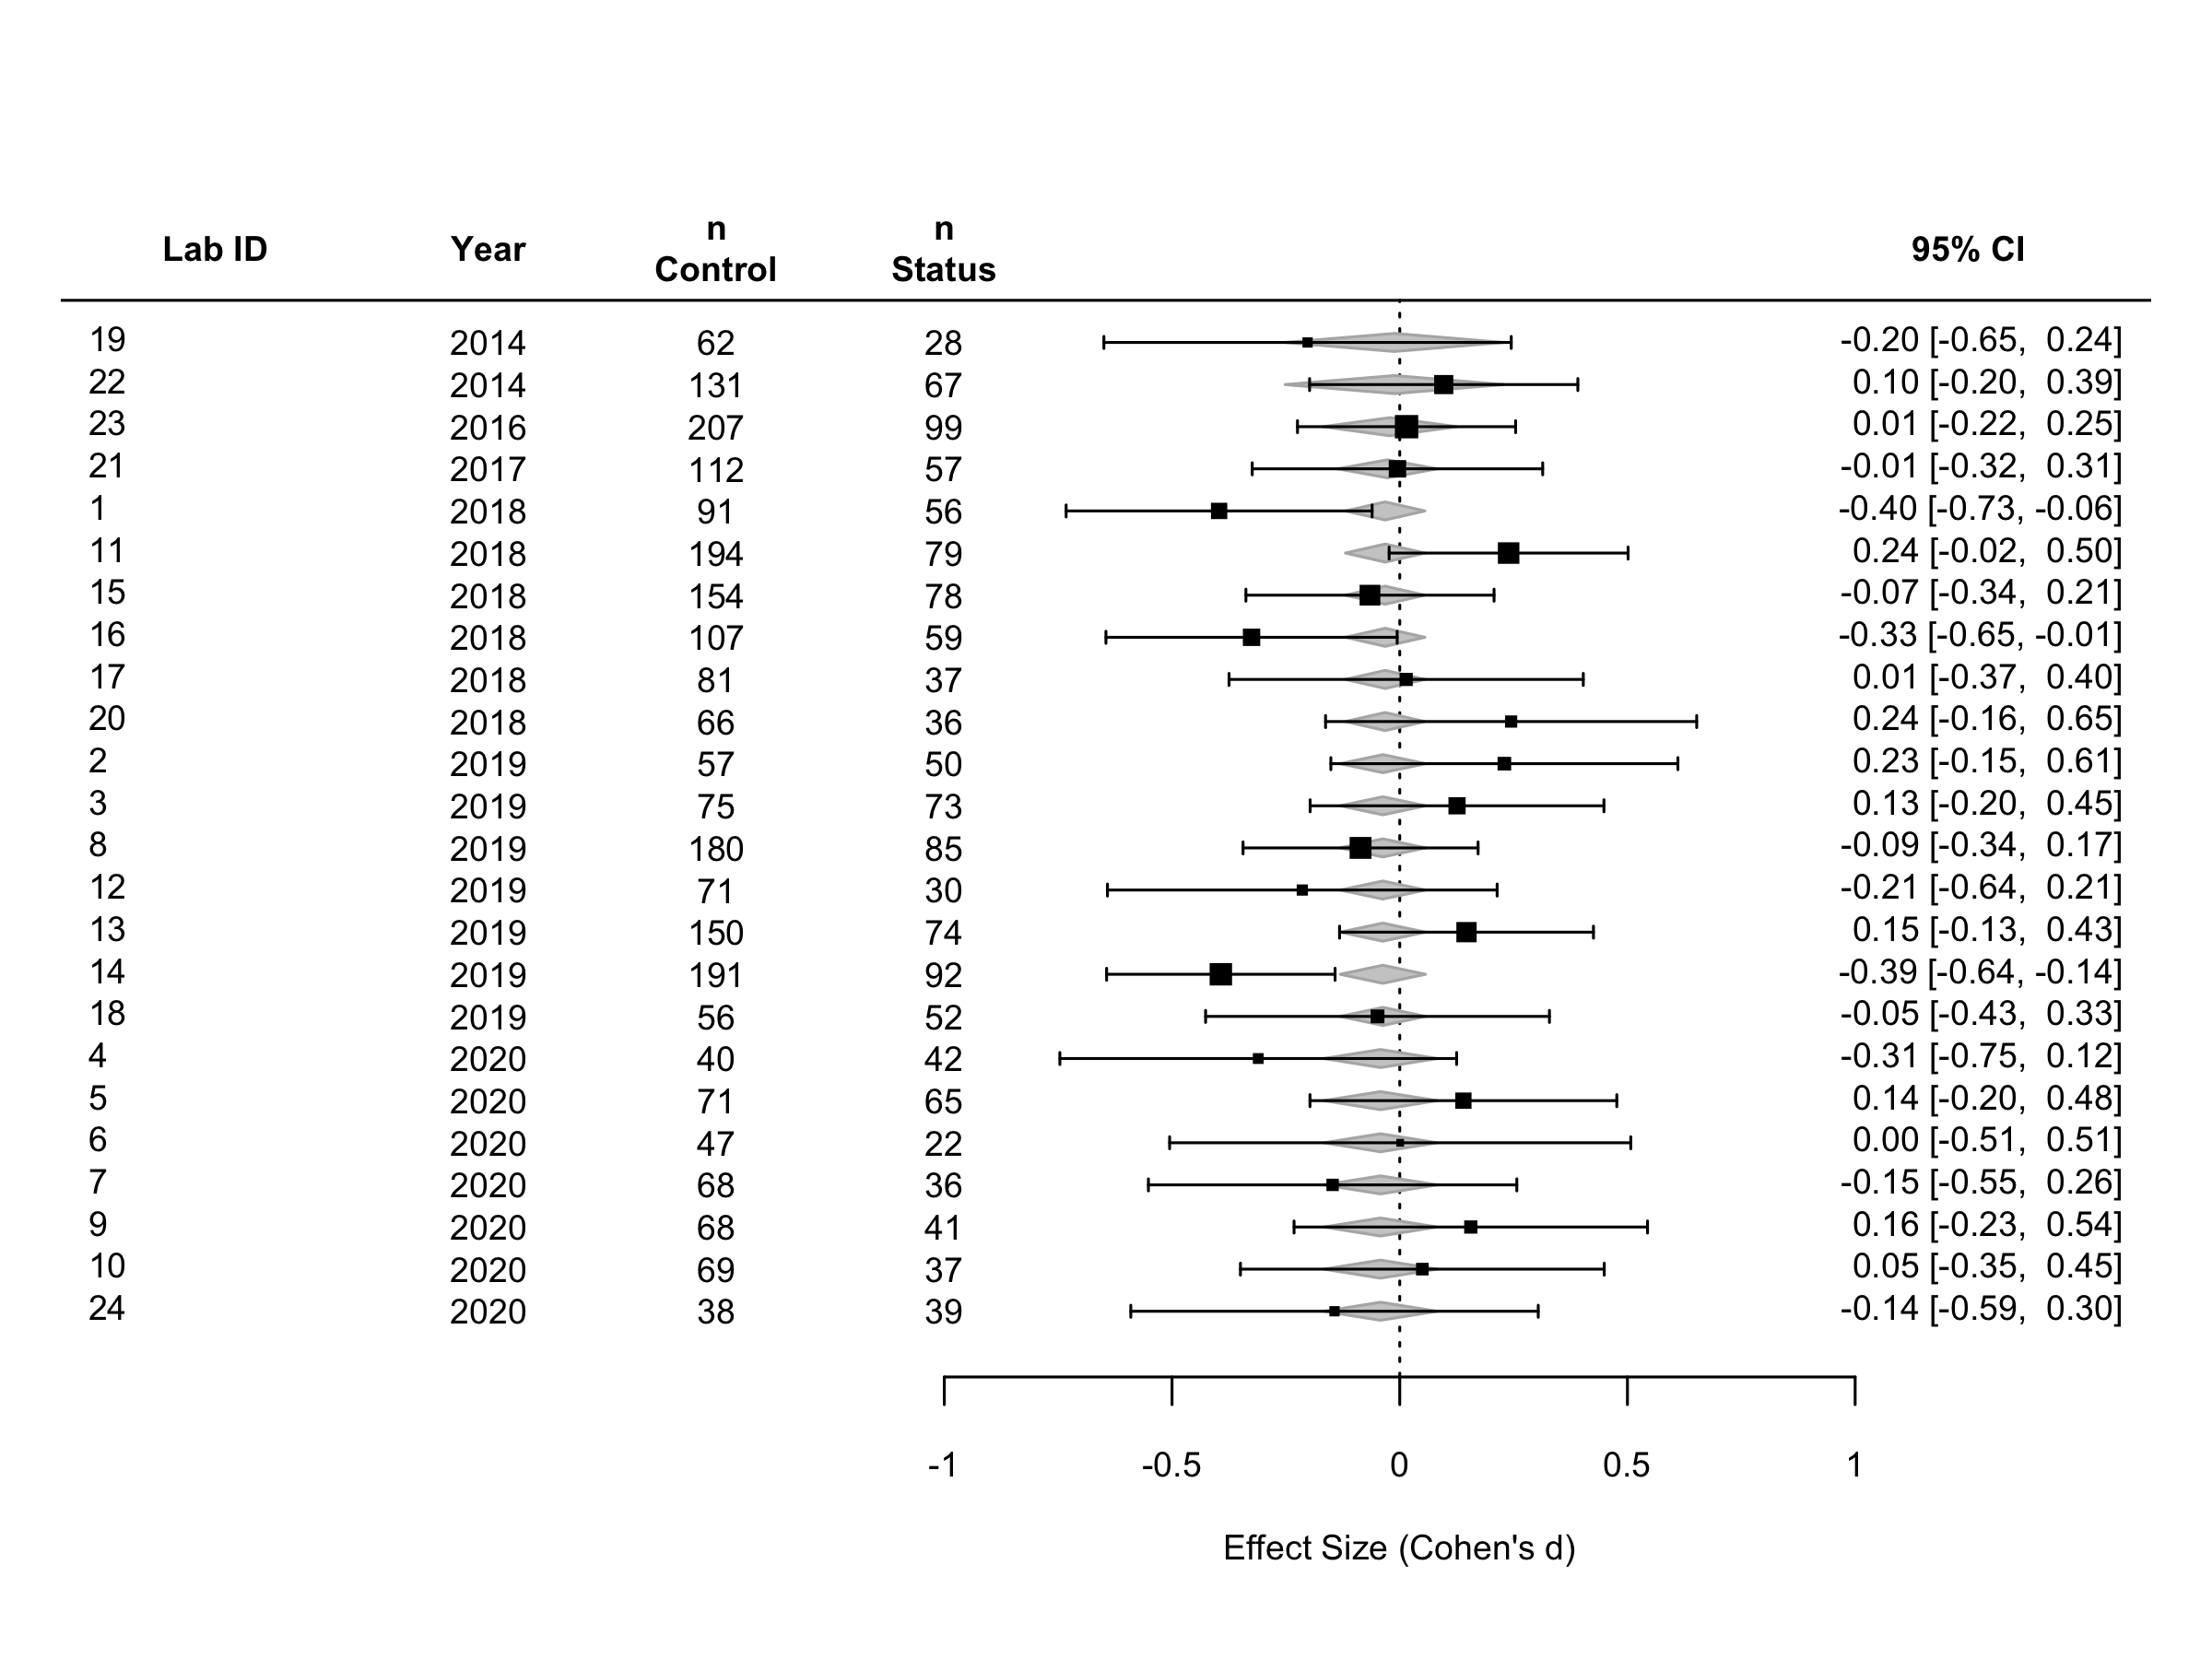 Lab ID Year n Control n Status 95% CI
19 2014 62 28 -0.20 [-0.65, 0.24]
22 2014 131 67 0.10 [-0.20, 0.39]
23 2016 207 99 0.01 [-0.22, 0.25]
21 2017 112 57 -0.01 [-0.32, 0.31]
1 2018 91 56 -0.40 [-0.73, -0.06]
11 2018 194 79 0.24 [-0.02, 0.50]
15 2018 154 78 -0.07 [-0.34, 0.21]
16 2018 107 59 -0.33 [-0.65, -0.01]
17 2018 81 37 0.01 [-0.37, 0.40]
20 2018 66 36 0.24 [-0.16, 0.65]
2 2019 57 50 0.23 [-0.15, 0.61]
3 2019 75 73 0.13 [-0.20, 0.45]
8 2019 180 85 -0.09 [-0.34, 0.17]
12 2019 71 30 -0.21 [-0.64, 0.21]
13 2019 150 74 0.15 [-0.13, 0.43]
14 2019 191 92 -0.39 [-0.64, -0.14]
18 2019 56 52 -0.05 [-0.43, 0.33]
4 2020 40 42 -0.31 [-0.75, 0.12]
5 2020 71 65 0.14 [-0.20, 0.48]
6 2020 47 22 0.00 [-0.51, 0.51]
7 2020 68 36 -0.15 [-0.55, 0.26]
9 2020 68 41 0.16 [-0.23, 0.54]
10 2020 69 37 0.05 [-0.35, 0.45]
24 2020 38 39 -0.14 [-0.59, 0.30]
-1 -0.5 0 0.5 1
Effect Size (Cohen's d)